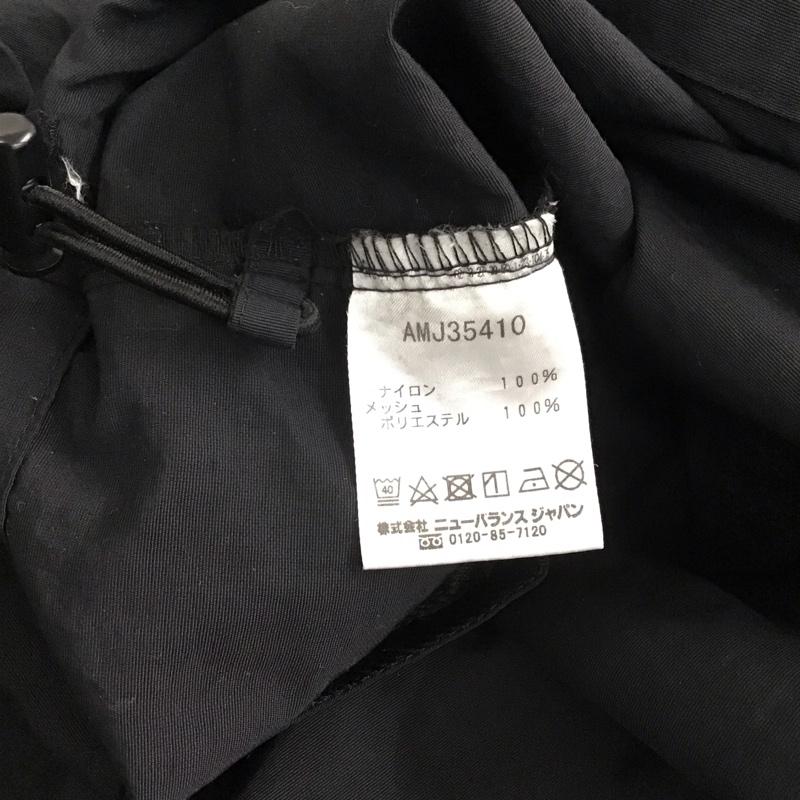 AMJ35410
ナイロン 100%
メッシュ
ポリエステル 100%
40
株式会社 ニューバランス ジャパン
0120-85-7120